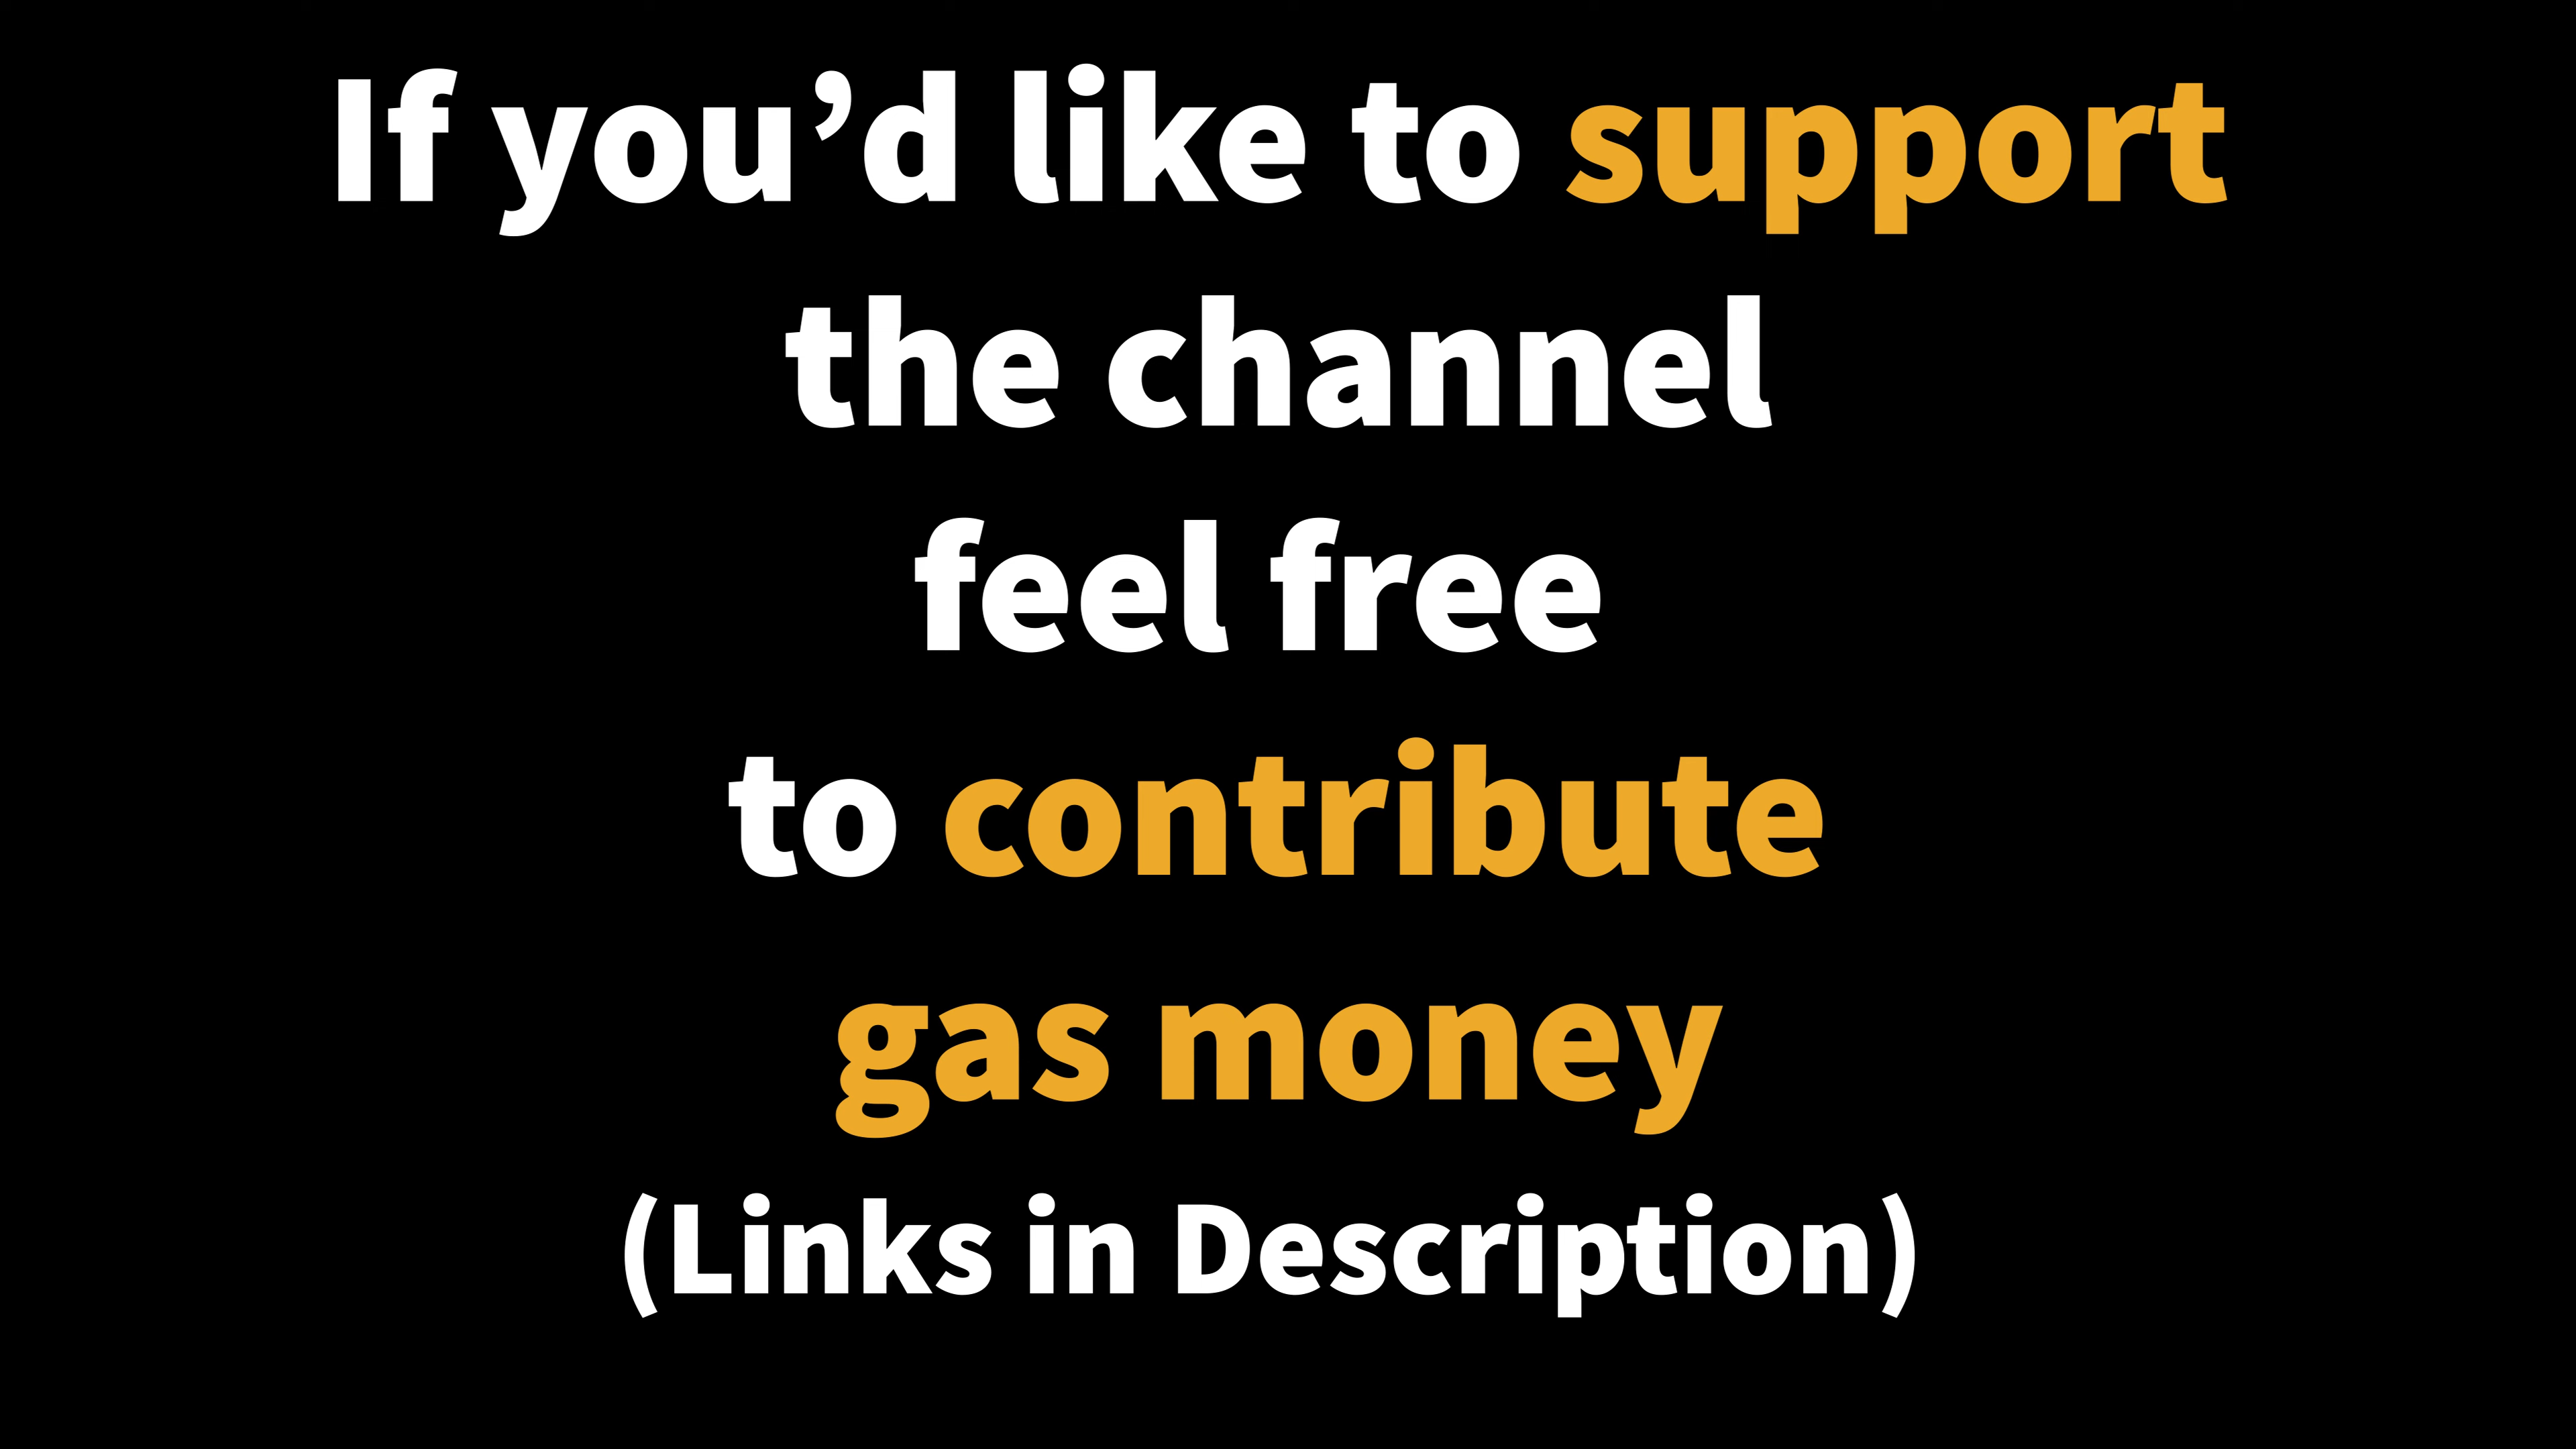 If you’d like to support
the channel
feel free
to contribute
gas money
(Links in Description)